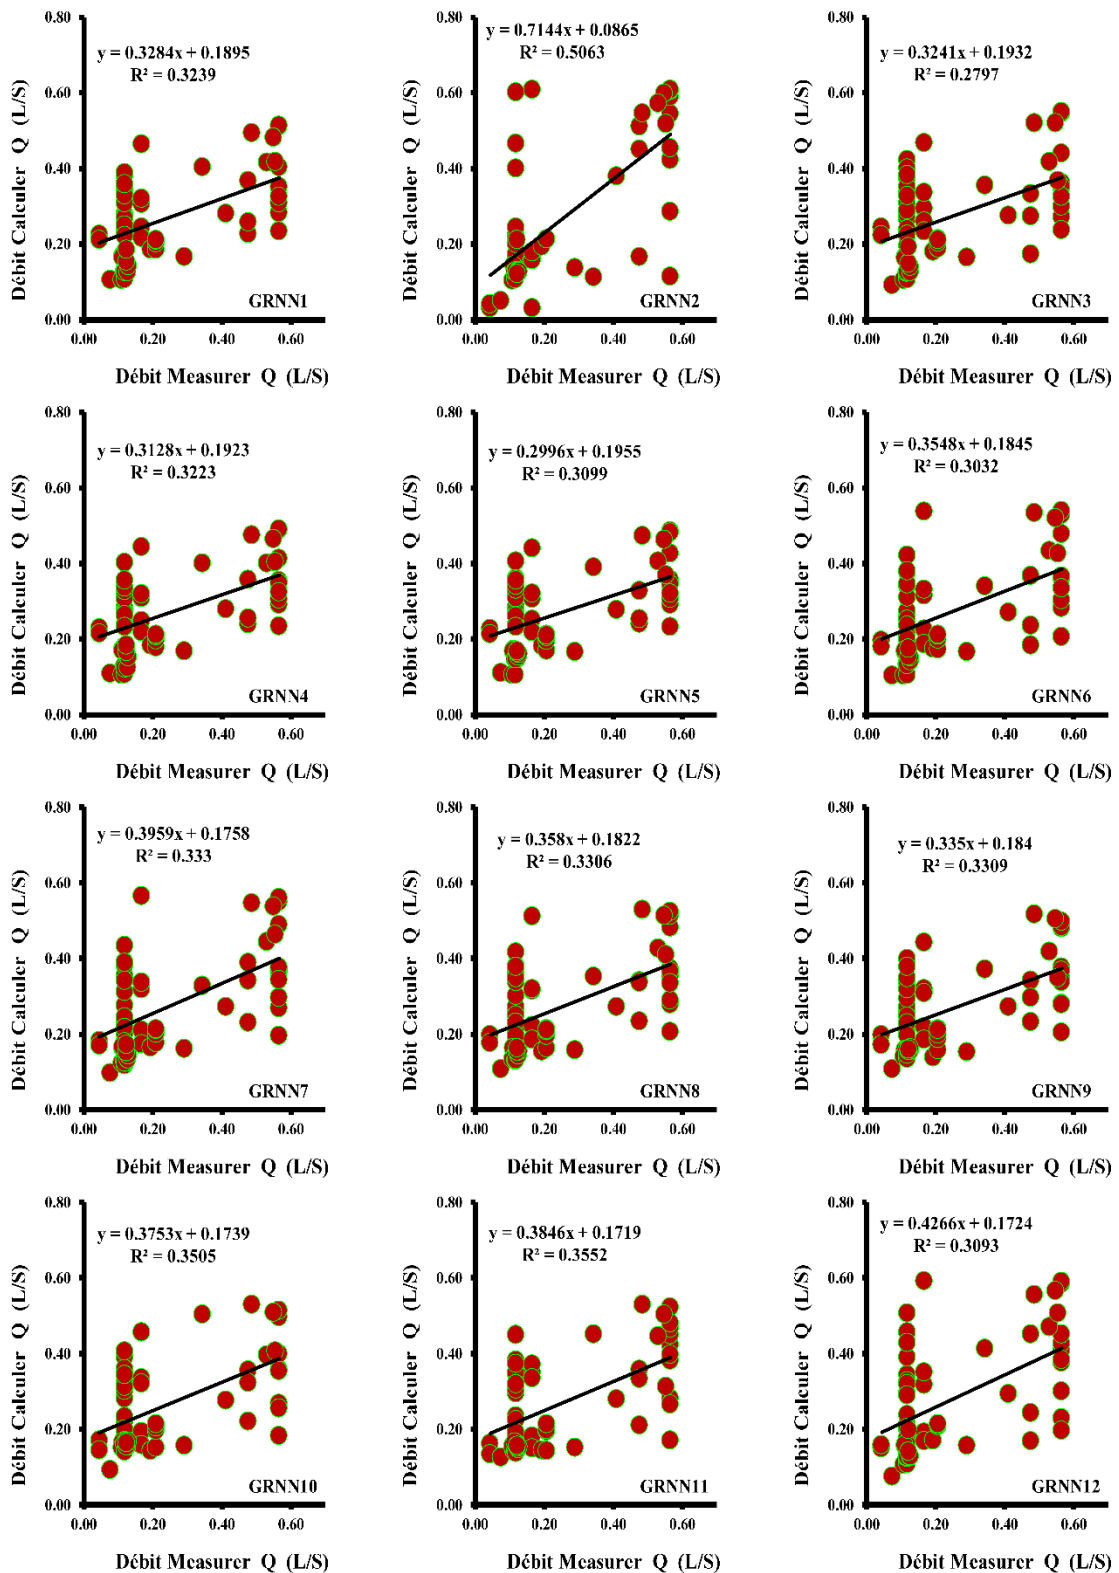 0.80
y = 0.3284x + 0.1895
R² = 0.3239
0.60
0.40
0.20
0.00
Débit Calculer Q (L/S)
GRNN1
0.00 0.20 0.40 0.60
Débit Measurer Q (L/S)
0.80
y = 0.7144x + 0.0865
R² = 0.5063
0.60
0.40
0.20
0.00
Débit Calculer Q (L/S)
GRNN2
0.00 0.20 0.40 0.60
Débit Measurer Q (L/S)
0.80
y = 0.3241x + 0.1932
R² = 0.2797
0.60
0.40
0.20
0.00
Débit Calculer Q (L/S)
GRNN3
0.00 0.20 0.40 0.60
Débit Measurer Q (L/S)
0.80
y = 0.3128x + 0.1923
R² = 0.3223
0.60
0.40
0.20
0.00
Débit Calculer Q (L/S)
GRNN4
0.00 0.20 0.40 0.60
Débit Measurer Q (L/S)
0.80
y = 0.2996x + 0.1955
R² = 0.3099
0.60
0.40
0.20
0.00
Débit Calculer Q (L/S)
GRNN5
0.00 0.20 0.40 0.60
Débit Measurer Q (L/S)
0.80
y = 0.3548x + 0.1845
R² = 0.3032
0.60
0.40
0.20
0.00
Débit Calculer Q (L/S)
GRNN6
0.00 0.20 0.40 0.60
Débit Measurer Q (L/S)
0.80
y = 0.3959x + 0.1758
R² = 0.333
0.60
0.40
0.20
0.00
Débit Calculer Q (L/S)
GRNN7
0.00 0.20 0.40 0.60
Débit Measurer Q (L/S)
0.80
y = 0.358x + 0.1822
R² = 0.3306
0.60
0.40
0.20
0.00
Débit Calculer Q (L/S)
GRNN8
0.00 0.20 0.40 0.60
Débit Measurer Q (L/S)
0.80
y = 0.335x + 0.184
R² = 0.3309
0.60
0.40
0.20
0.00
Débit Calculer Q (L/S)
GRNN9
0.00 0.20 0.40 0.60
Débit Measurer Q (L/S)
0.80
y = 0.3753x + 0.1739
R² = 0.3505
0.60
0.40
0.20
0.00
Débit Calculer Q (L/S)
GRNN10
0.00 0.20 0.40 0.60
Débit Measurer Q (L/S)
0.80
y = 0.3846x + 0.1719
R² = 0.3552
0.60
0.40
0.20
0.00
Débit Calculer Q (L/S)
GRNN11
0.00 0.20 0.40 0.60
Débit Measurer Q (L/S)
0.80
y = 0.4266x + 0.1724
R² = 0.3093
0.60
0.40
0.20
0.00
Débit Calculer Q (L/S)
GRNN12
0.00 0.20 0.40 0.60
Débit Measurer Q (L/S)